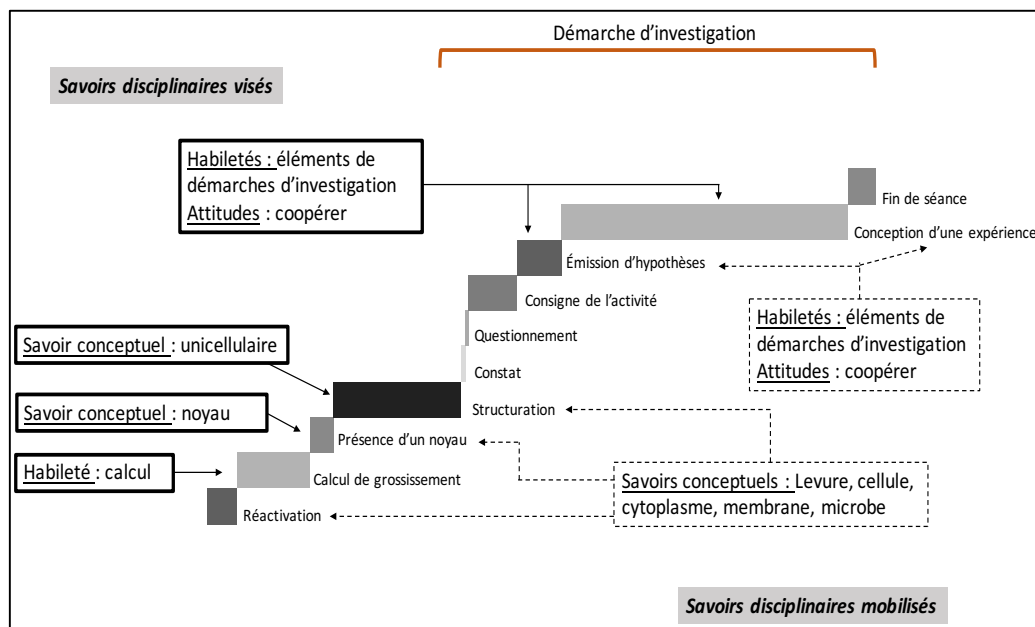 Démarche d’investigation
Savoirs disciplinaires visés
Habiletés : éléments de
démarches d’investigation
Attitudes : coopérer
Fin de séance
Conception d’une expérience
Émission d’hypothèses
Consigne de l’activité
Habiletés : éléments de
démarches d’investigation
Attitudes : coopérer
Questionnement
Savoir conceptuel : unicellulaire
Constat
Structuration
Savoir conceptuel : noyau
Présence d’un noyau
Habileté : calcul
Calcul de grossissement
Savoirs conceptuels : Levure, cellule,
cytoplasme, membrane, microbe
Réactivation
Savoirs disciplinaires mobilisés